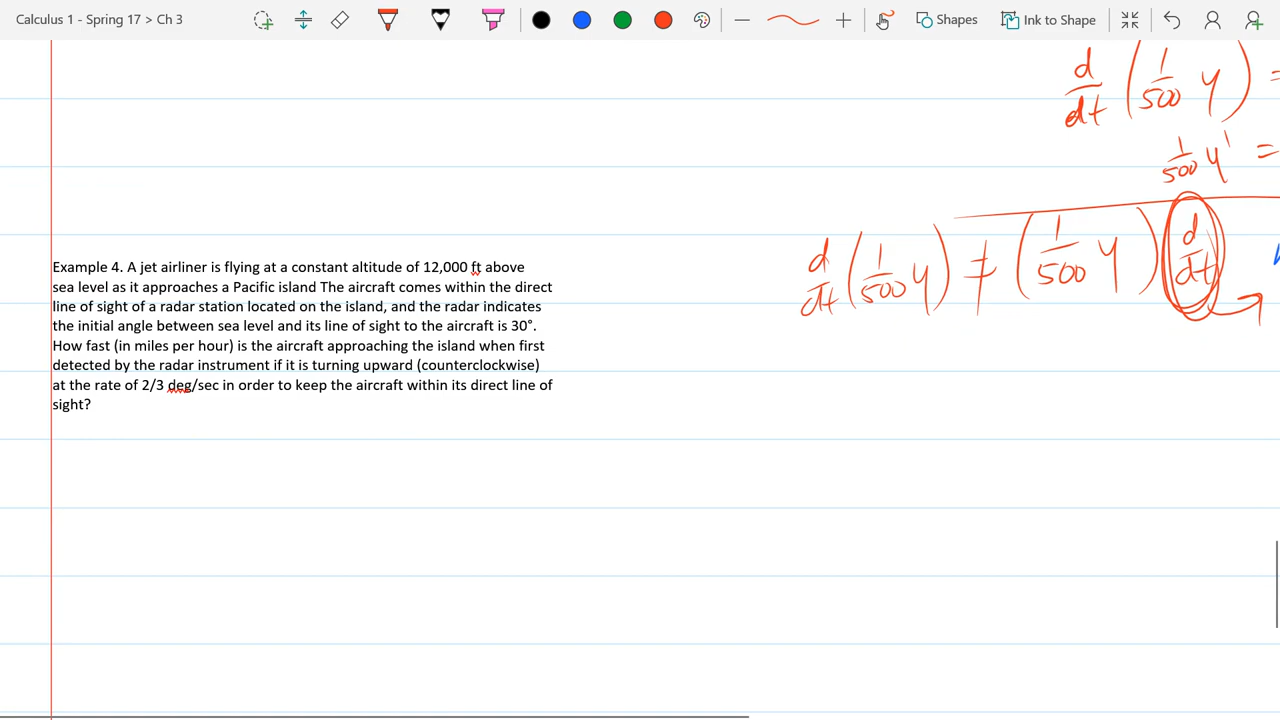 Calculus 1 - Spring 17 > Ch 3
Shapes
Ink to Shape
d/dt (1/500 y) =
1/500 y' =
d/dt (1/500 y) ≠ (1/500 y) (d/dt)
Example 4. A jet airliner is flying at a constant altitude of 12,000 ft above
sea level as it approaches a Pacific island The aircraft comes within the direct
line of sight of a radar station located on the island, and the radar indicates
the initial angle between sea level and its line of sight to the aircraft is 30°.
How fast (in miles per hour) is the aircraft approaching the island when first
detected by the radar instrument if it is turning upward (counterclockwise)
at the rate of 2/3 deg/sec in order to keep the aircraft within its direct line of
sight?